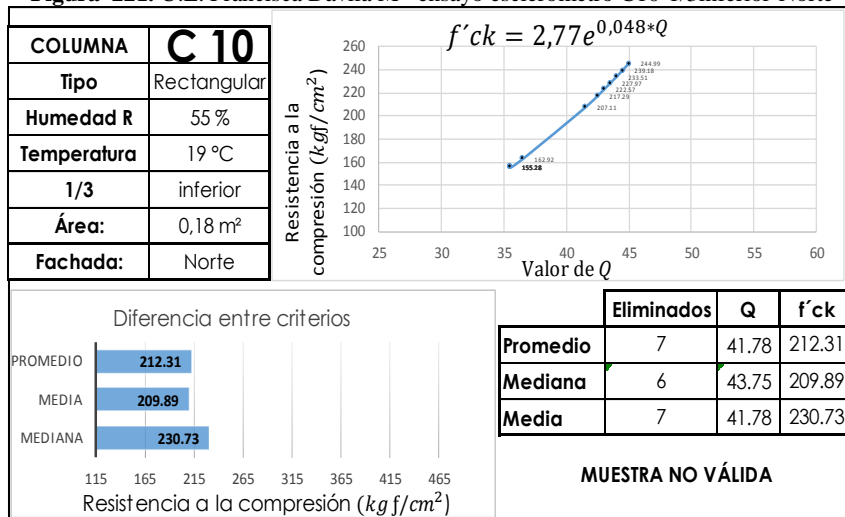 COLUMNA C 10
Tipo Rectangular
Humedad R 55 %
Temperatura 19 °C
1/3 inferior
Área: 0,18 m²
Fachada: Norte
f´ck = 2,77e^{0,048*Q}
Resistencia a la compresión (kgf/cm²)
260
240
220
200
180
160
140
120
100
244.99
239.18
233.51
227.97
222.57
217.29
207.11
162.92
155.28
25 30 35 40 45 50 55 60
Valor de Q
Diferencia entre criterios
PROMEDIO 212.31
MEDIA 209.89
MEDIANA 230.73
115 165 215 265 315 365 415 465
Resistencia a la compresión (kg f/cm²)
Eliminados Q f´ck
Promedio 7 41.78 212.31
Mediana 6 43.75 209.89
Media 7 41.78 230.73
MUESTRA NO VÁLIDA